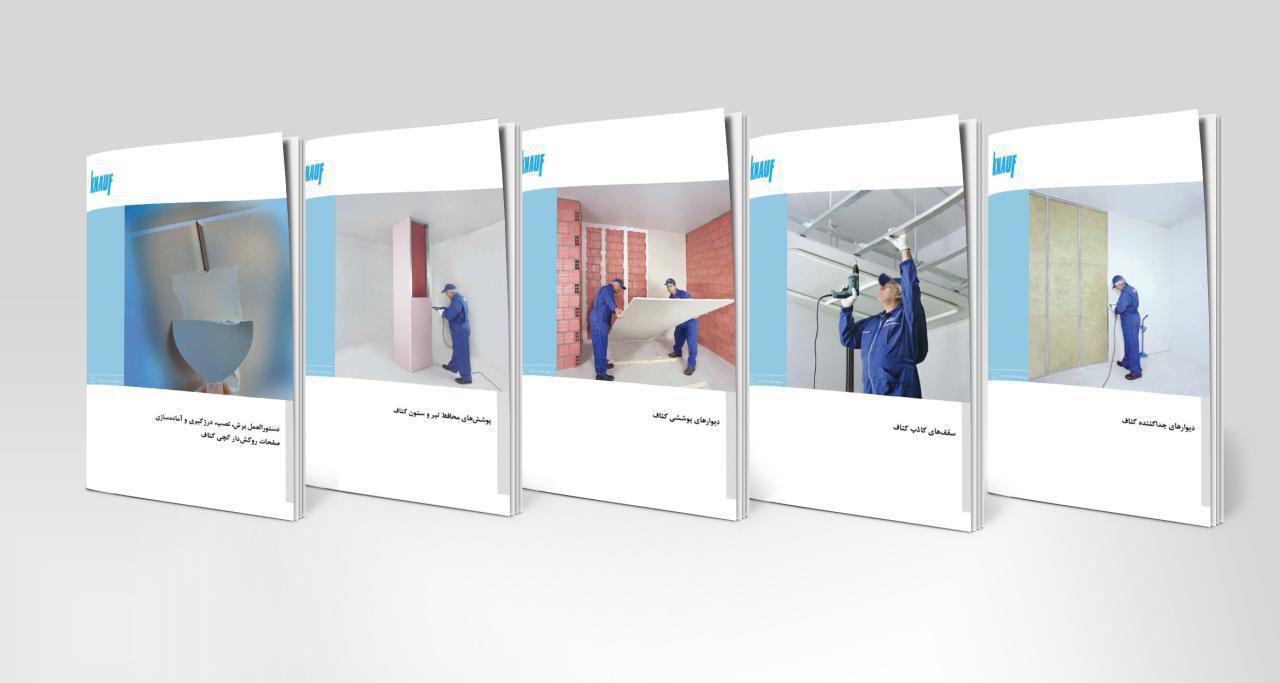 KNAUF
دستورالعمل برش، نصب، درزگیری و آماده‌سازی
صفحات روکش‌دار گچی کناف
KNAUF
پوشش‌های محافظ تیر و ستون کناف
KNAUF
دیوارهای پوششی کناف
KNAUF
سقف‌های کاذب کناف
KNAUF
دیوارهای جداکننده کناف